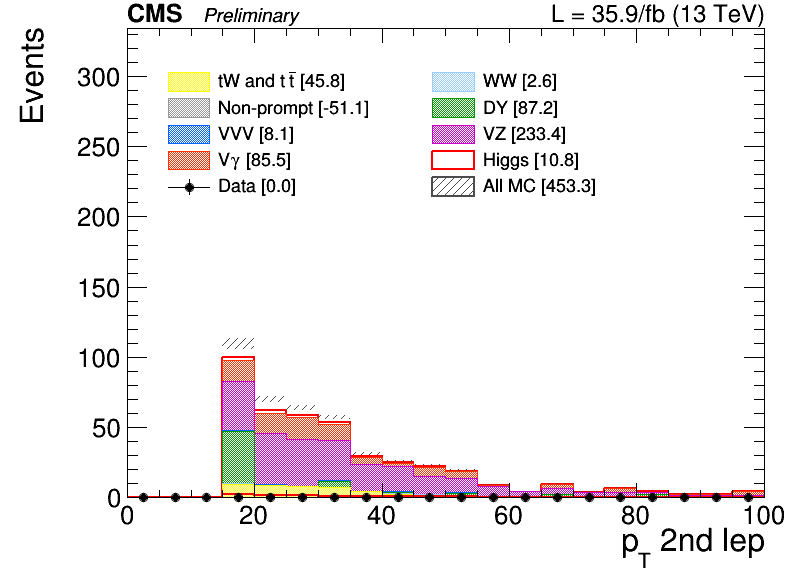 CMS Preliminary L = 35.9/fb (13 TeV)
Events
300
250
200
150
100
50
0
tW and tt̅ [45.8] WW [2.6]
Non-prompt [-51.1] DY [87.2]
VVV [8.1] VZ [233.4]
Vγ [85.5] Higgs [10.8]
Data [0.0] All MC [453.3]
0 20 40 60 80 100
p_T 2nd lep